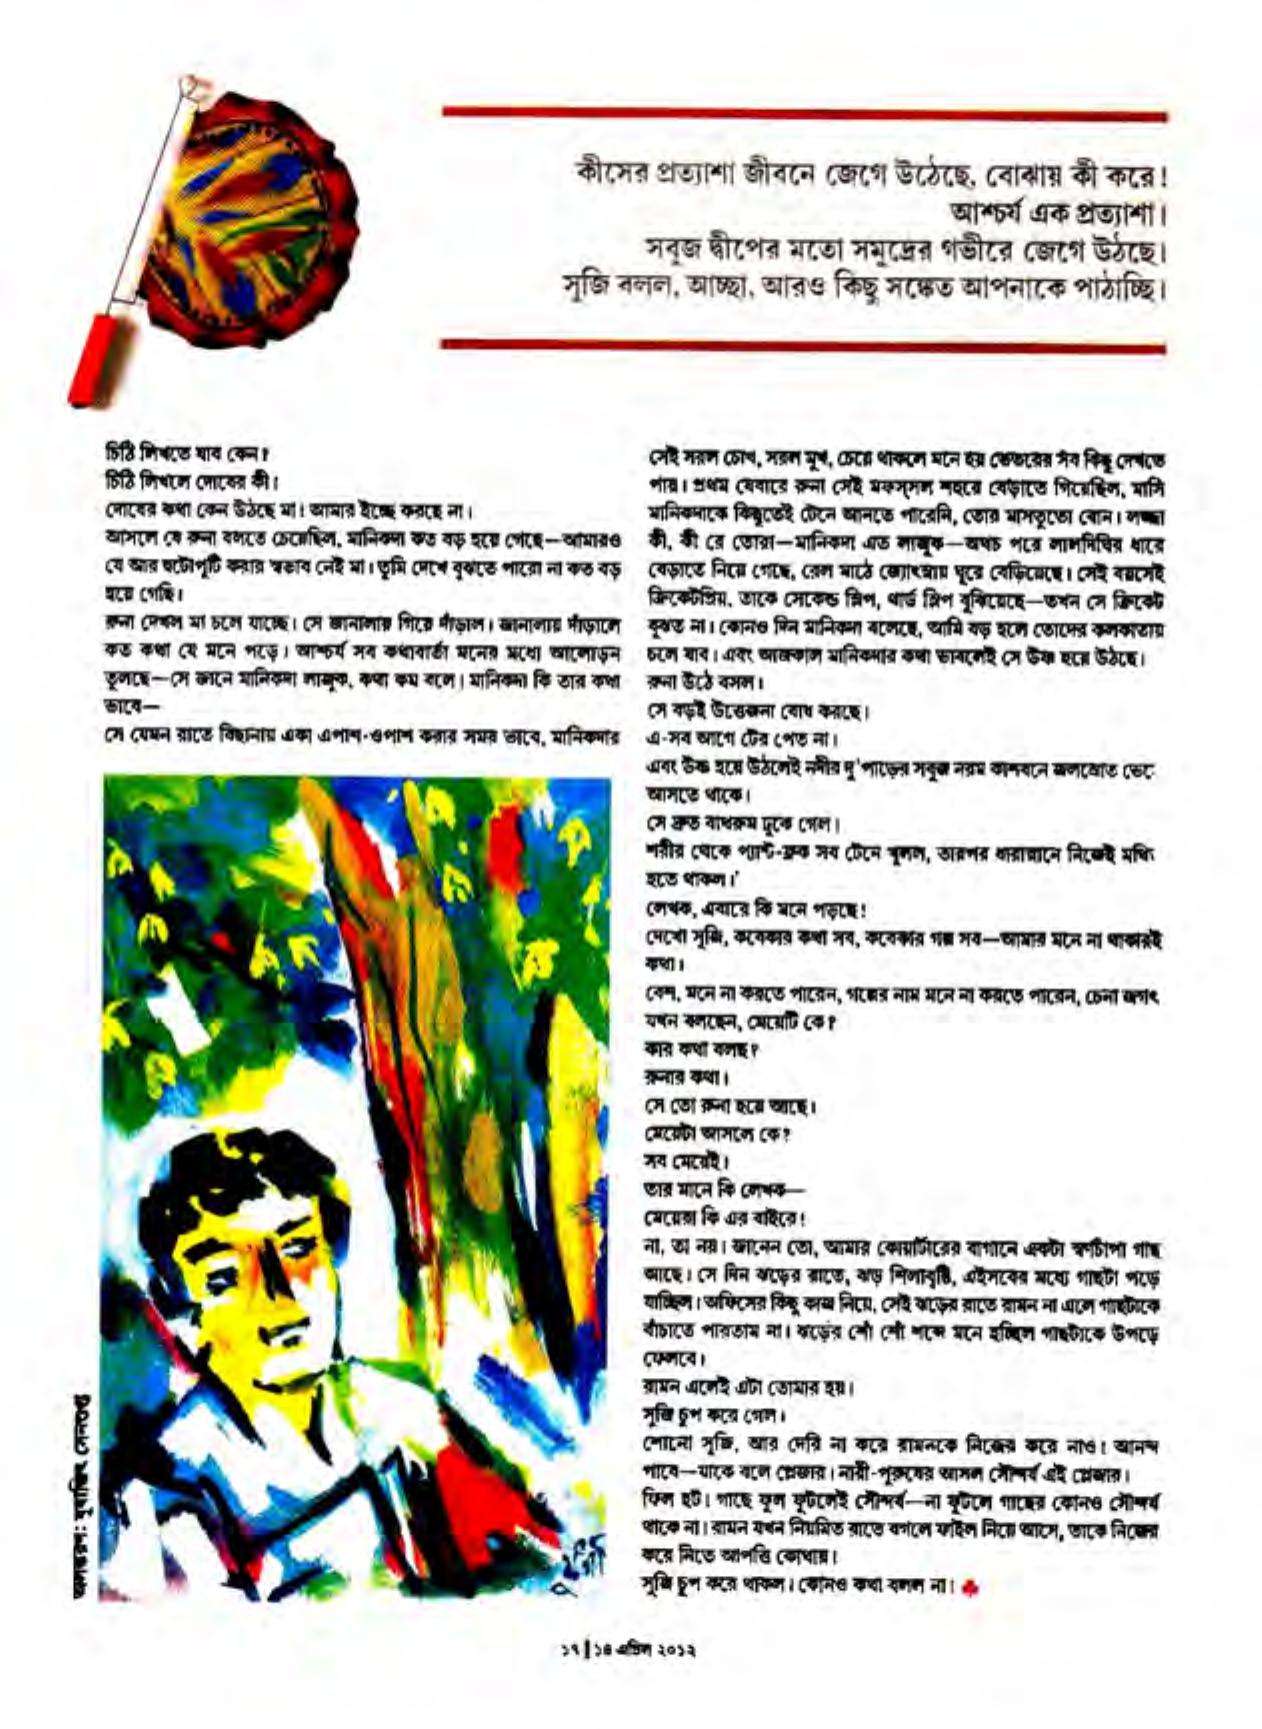 কীসের প্রত্যাশা জীবনে জেগে উঠেছে, বোঝায় কী করে!
আশ্চর্য এক প্রত্যাশা।
সবুজ দ্বীপের মতো সমুদ্রের গভীরে জেগে উঠছে।
সুজি বলল, আচ্ছা, আরও কিছু সঙ্কেত আপনাকে পাঠাচ্ছি।
চিঠি লিখতে যাব কেন?
চিঠি লিখলে দোষের কী।
দোষের কথা কেন উঠছে মা। আমার ইচ্ছে করছে না।
আসলে যে রুনা বলতে চেয়েছিল, মানিকদা কত বড় হয়ে গেছে—আমারও
যে আর হুটোপুটি করার স্বভাব নেই মা। তুমি দেখে বুঝতে পারো না কত বড়
হয়ে গেছি।
রুনা দেখল মা চলে যাচ্ছে। সে জানালায় গিয়ে দাঁড়াল। জানালায় দাঁড়ালে
কত কথা যে মনে পড়ে। আশ্চর্য সব কথাবার্তা মনের মধ্যে আলোড়ন
তুলছে—সে জানে মানিকদা লাজুক, কথা কম বলে। মানিকদা কি তার কথা
ভাবে—
সে যেমন রাতে বিছানায় একা এপাশ-ওপাশ করার সময় ভাবে, মানিকদার
সেই সরল চোখ, সরল মুখ, চেয়ে থাকলে মনে হয় ভেতরের সব কিছু দেখতে
পায়। প্রথম যেবারে রুনা সেই মফস্সল শহরে বেড়াতে গিয়েছিল, মাসি
মানিকদাকে কিছুতেই টেনে আনতে পারেনি, তোর মাসতুতো বোন। লজ্জা
কী, কী রে তোরা—মানিকদা এত লাজুক—অথচ পরে লালদিঘির ধারে
বেড়াতে নিয়ে গেছে, রেল মাঠে জ্যোৎস্নায় ঘুরে বেড়িয়েছে। সেই বয়সেই
ক্রিকেটপ্রিয়, তাকে সেকেন্ড স্লিপ, থার্ড স্লিপ বুঝিয়েছে—তখন সে ক্রিকেট
বুঝত না। কোনও দিন মানিকদা বলেছে, আমি বড় হলে তোদের কলকাতায়
চলে যাব। এবং আজকাল মানিকদার কথা ভাবলেই সে উষ্ণ হয়ে উঠছে।
রুনা উঠে বসল।
সে বড়ই উত্তেজনা বোধ করছে।
এ-সব আগে টের পেত না।
এবং উষ্ণ হয়ে উঠলেই নদীর দু'পাড়ের সবুজ নরম কাশবনে জলস্রোত
আসতে থাকে।
সে দ্রুত বাথরুম ঢুকে গেল।
শরীর থেকে প্যান্ট-ফ্রক সব টেনে খুলল, তারপর ধারাস্নানে নিজেই
হতে থাকল।'
লেখক, এবারে কি মনে পড়ছে!
দেখো সুজি, কবেকার কথা সব, কবেকার গল্প সব—আমার মনে না থাকারই
কথা।
বেশ, মনে না করতে পারেন, গল্পের নাম মনে না করতে পারেন, চেনা জগৎ
যখন বলছেন, মেয়েটি কে?
কার কথা বলছ?
রুনার কথা।
সে তো রুনা হয়ে আছে।
মেয়েটা আসলে কে?
সব মেয়েই।
তার মানে কি লেখক—
মেয়েরা কি এর বাইরে!
না, তা নয়। জানেন তো, আমার কোয়ার্টারের বাগানে একটা স্বর্ণচাঁপা গাছ
আছে। সে দিন ঝড়ের রাতে, ঝড় শিলাবৃষ্টি, এইসবের মধ্যে গাছটা পড়ে
যাচ্ছিল। অফিসের কিছু কাজ নিয়ে, সেই ঝড়ের রাতে রামন না এলে গাছটাকে
বাঁচাতে পারতাম না। ঝড়ের শোঁ শোঁ শব্দে মনে হচ্ছিল গাছটাকে উপড়ে
ফেলবে।
রামন এলেই এটা তোমার হয়।
সুজি চুপ করে গেল।
শোনো সুজি, আর দেরি না করে রামনকে নিজের করে নাও। আনন্দ
পাবে—যাকে বলে প্লেজার। নারী-পুরুষের আসল সৌন্দর্য এই প্লেজার।
ফিল ইট। গাছে ফুল ফুটলেই সৌন্দর্য—না ফুটলে গাছের কোনও সৌন্দর্য
থাকে না। রামন যখন নিয়মিত রাতে বগলে ফাইল নিয়ে আসে, তাকে নিজের
করে নিতে আপত্তি কোথায়।
সুজি চুপ করে থাকল। কোনও কথা বলল না।
অলঙ্করণ: যুধাজিৎ সেনগুপ্ত
১৭ | ১৪ এপ্রিল ২০১২